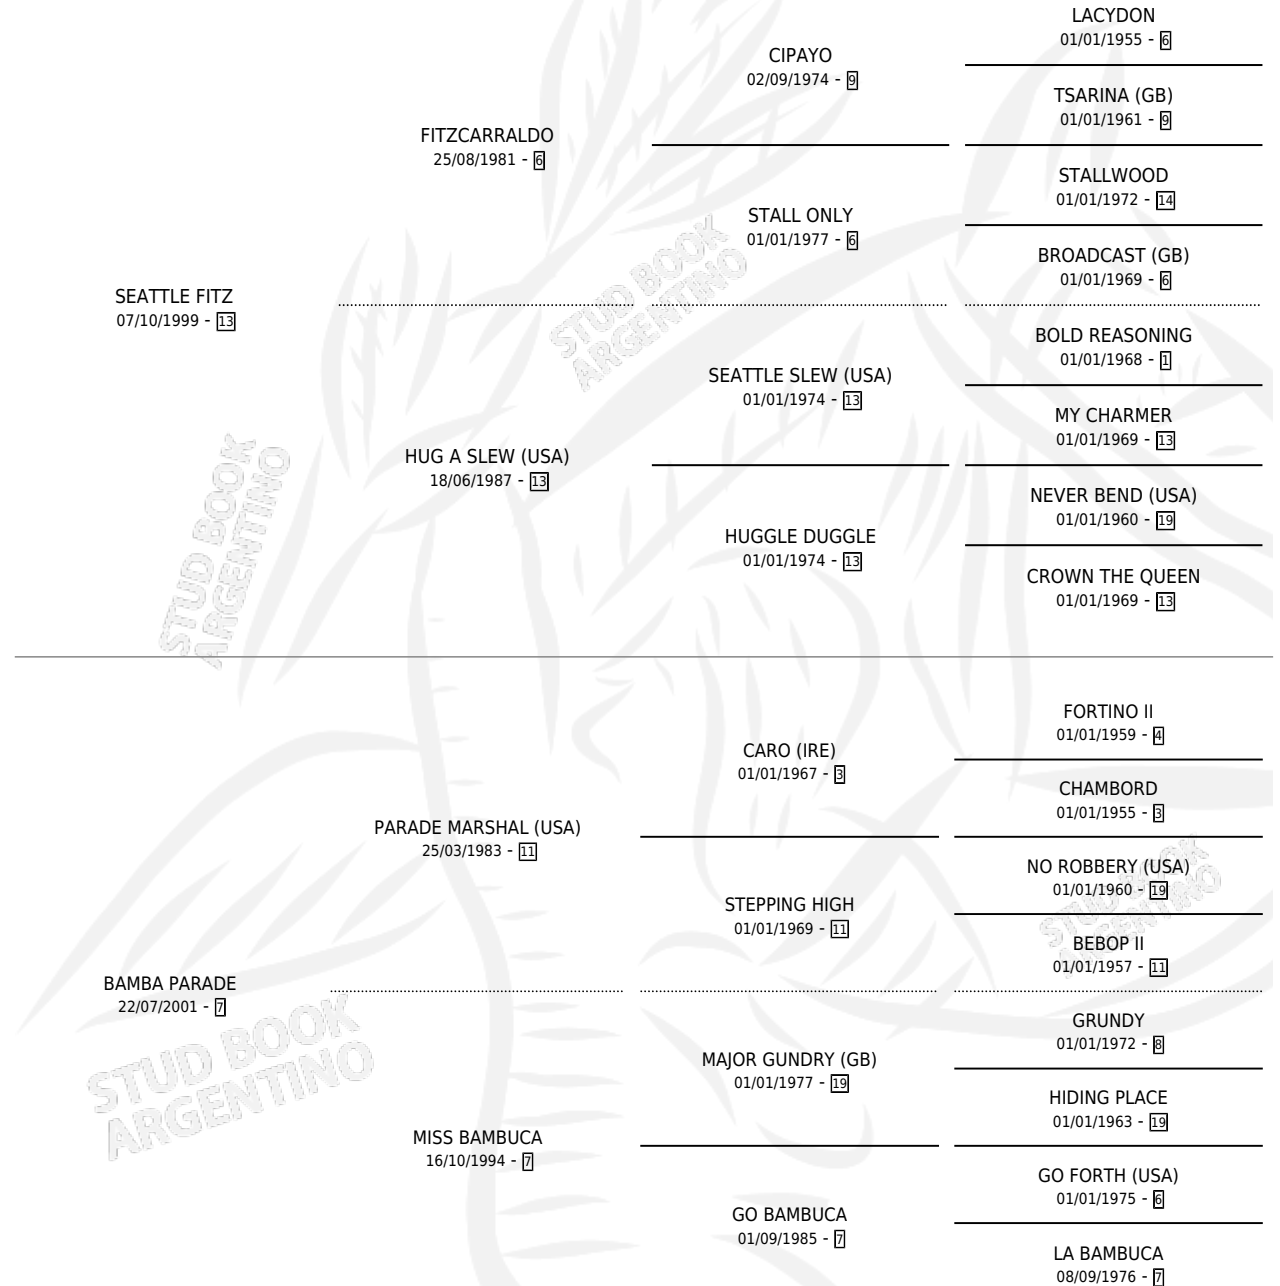 LACYDON
01/01/1955 - 6
CIPAYO
02/09/1974 - 9
TSARINA (GB)
01/01/1961 - 9
FITZCARRALDO
25/08/1981 - 6
STALLWOOD
01/01/1972 - 14
STALL ONLY
01/01/1977 - 6
BROADCAST (GB)
01/01/1969 - 6
SEATTLE FITZ
07/10/1999 - 13
BOLD REASONING
01/01/1968 - 1
SEATTLE SLEW (USA)
01/01/1974 - 13
MY CHARMER
01/01/1969 - 13
HUG A SLEW (USA)
18/06/1987 - 13
NEVER BEND (USA)
01/01/1960 - 19
HUGGLE DUGGLE
01/01/1974 - 13
CROWN THE QUEEN
01/01/1969 - 13
FORTINO II
01/01/1959 - 4
CARO (IRE)
01/01/1967 - 3
CHAMBORD
01/01/1955 - 3
PARADE MARSHAL (USA)
25/03/1983 - 11
NO ROBBERY (USA)
01/01/1960 - 19
STEPPING HIGH
01/01/1969 - 11
BEBOP II
01/01/1957 - 11
BAMBA PARADE
22/07/2001 - 7
GRUNDY
01/01/1972 - 8
MAJOR GUNDRY (GB)
01/01/1977 - 19
HIDING PLACE
01/01/1963 - 19
MISS BAMBUCA
16/10/1994 - 7
GO FORTH (USA)
01/01/1975 - 6
GO BAMBUCA
01/09/1985 - 7
LA BAMBUCA
08/09/1976 - 7
STUD BOOK
ARGENTINO
STUD BOOK
ARGENTINO
STUD BOOK
ARGENTINO
STUD BOOK
ARGENTINO